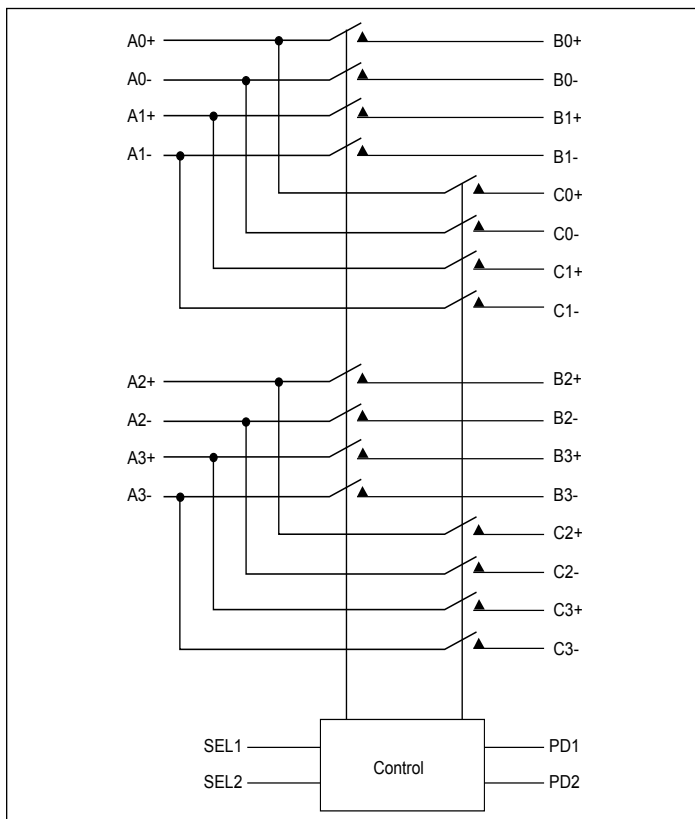 A0+ B0+
A0- B0-
A1+ B1+
A1- B1-
C0+
C0-
C1+
C1-
A2+ B2+
A2- B2-
A3+ B3+
A3- B3-
C2+
C2-
C3+
C3-
SEL1 PD1
Control
SEL2 PD2